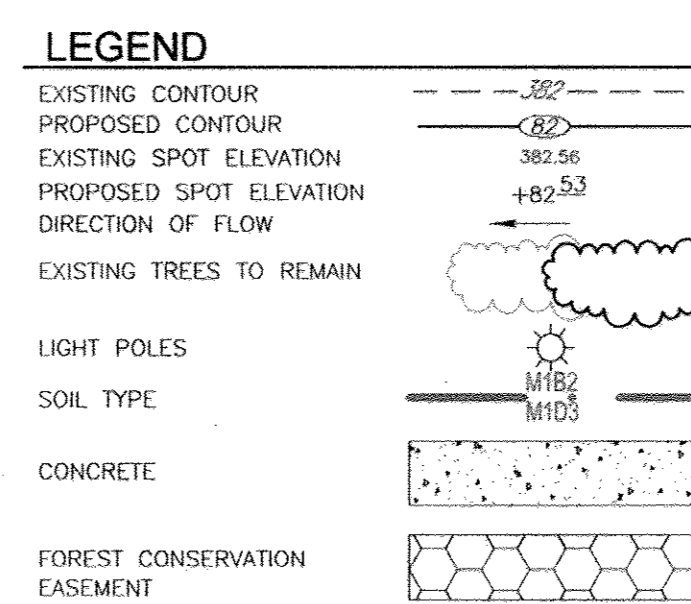 LEGEND
EXISTING CONTOUR 382
PROPOSED CONTOUR 82
EXISTING SPOT ELEVATION 382.56
PROPOSED SPOT ELEVATION +82 53
DIRECTION OF FLOW
EXISTING TREES TO REMAIN
LIGHT POLES
SOIL TYPE M1B2
M1D3
CONCRETE
FOREST CONSERVATION
EASEMENT